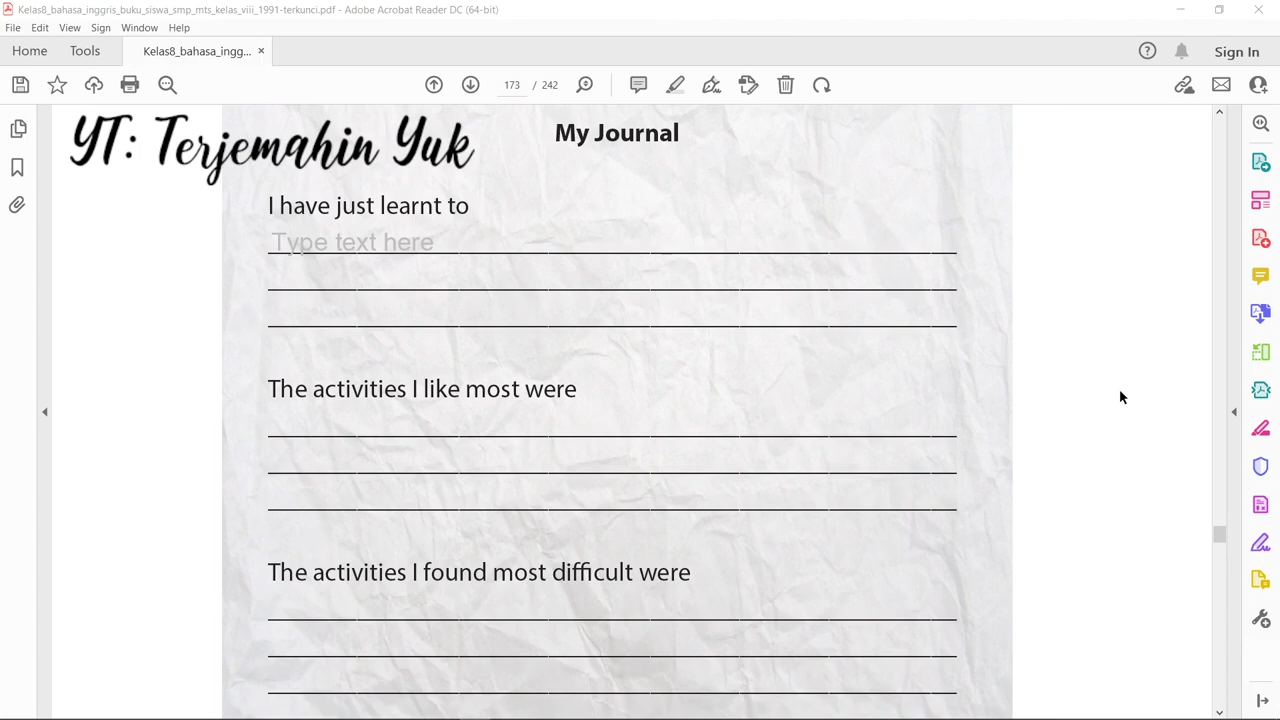 Kelas8_bahasa_inggris_buku_siswa_smp_mts_kelas_viii_1991-terkunci.pdf - Adobe Acrobat Reader DC (64-bit)
File Edit View Sign Window Help
Home Tools Kelas8_bahasa_ingg... × Sign In
173 / 242
YT: Terjemahin Yuk
My Journal
I have just learnt to
Type text here
The activities I like most were
The activities I found most difficult were